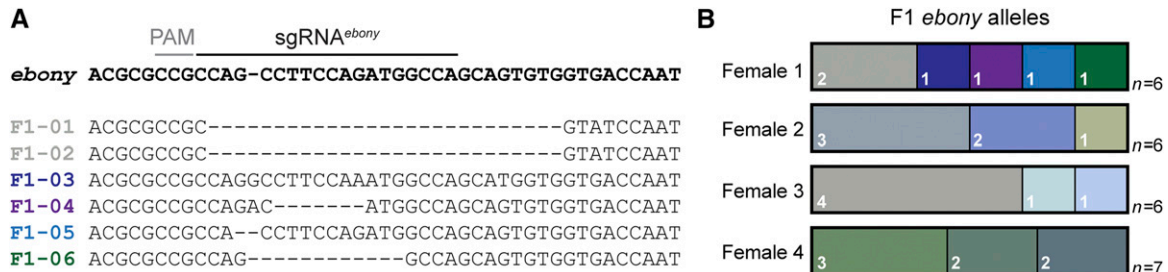 A
PAM sgRNAebony
ebony ACGCGCCGCCAG-CCTTCCAGATGGCCAGCAGTGTGGTGACCAAT
F1-01 ACGCGCCGC---------------------------GTATCCAAT
F1-02 ACGCGCCGC---------------------------GTATCCAAT
F1-03 ACGCGCCGCCAGGCCTTCCAAATGGCCAGCATGGTGGTGACCAAT
F1-04 ACGCGCCGCCAGAC-------ATGGCCAGCAGTGTGGTGACCAAT
F1-05 ACGCGCCGCCA--CCTTCCAGATGGCCAGCAGTGTGGTGACCAAT
F1-06 ACGCGCCGCCAG------------GCCAGCAGTGTGGTGACCAAT
B
F1 ebony alleles
Female 1 2 1 1 1 1 n=6
Female 2 3 2 1 n=6
Female 3 4 1 1 n=6
Female 4 3 2 2 n=7